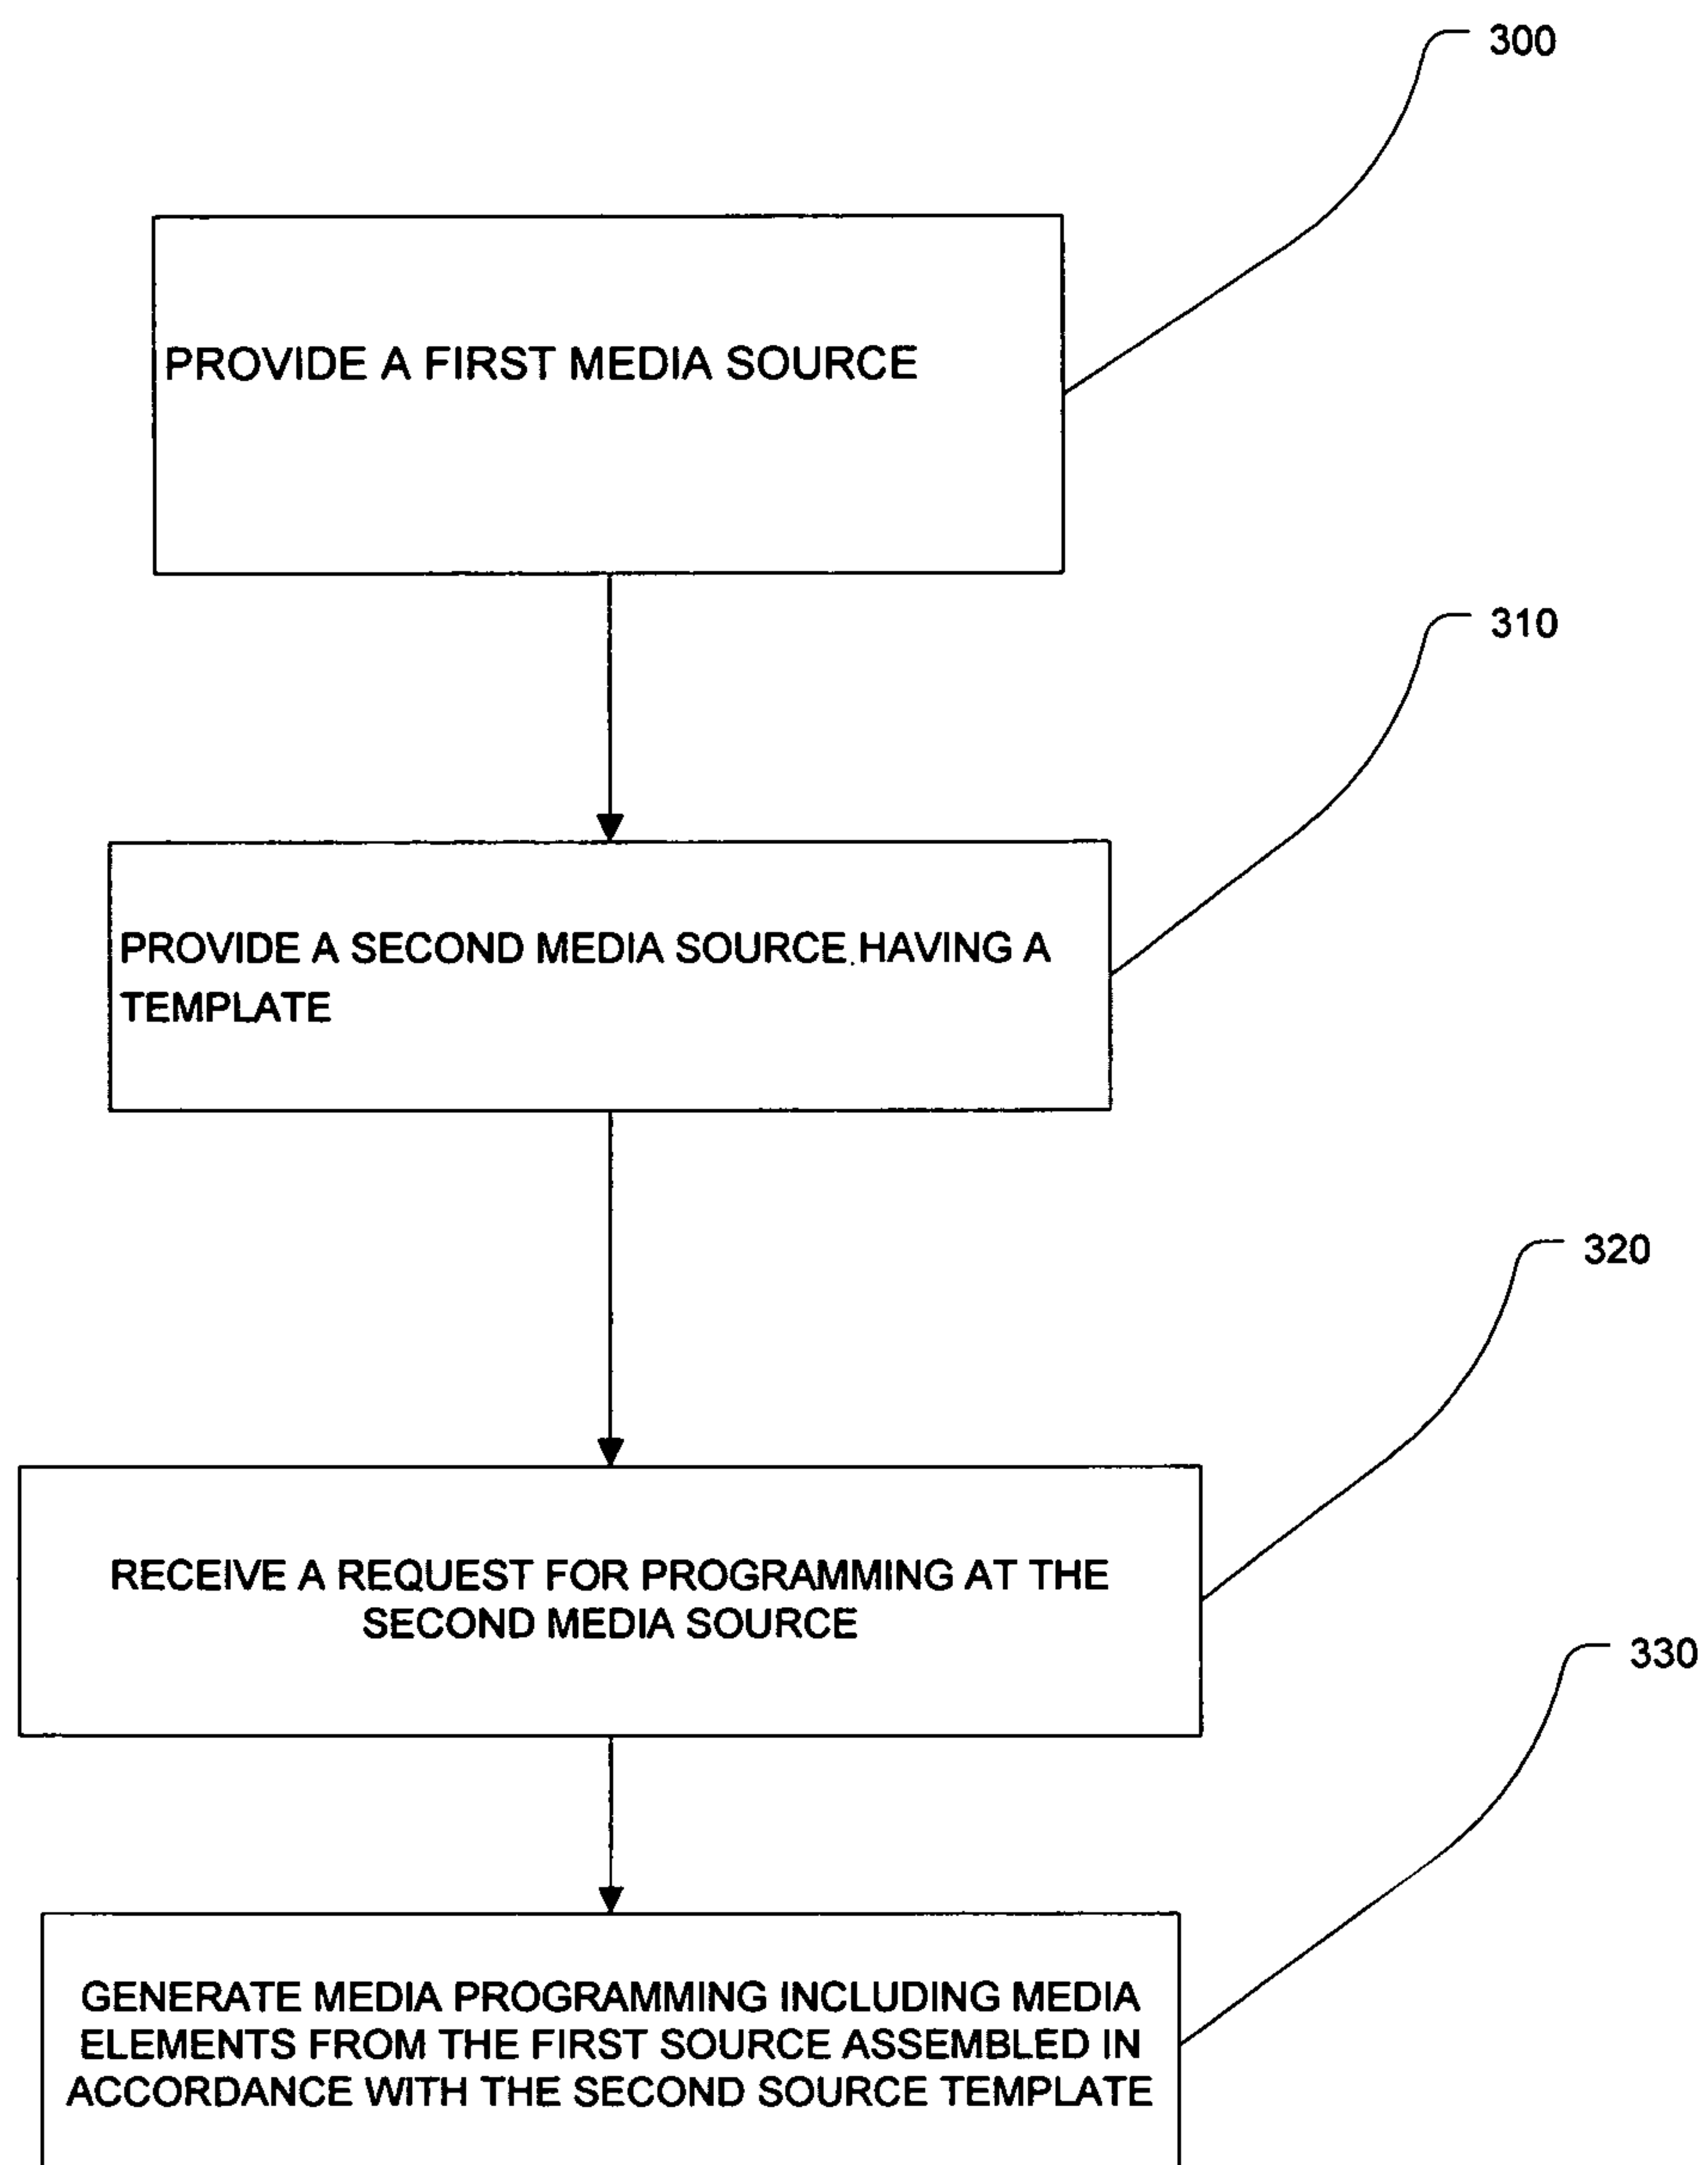 300
PROVIDE A FIRST MEDIA SOURCE
310
PROVIDE A SECOND MEDIA SOURCE HAVING A
TEMPLATE
320
RECEIVE A REQUEST FOR PROGRAMMING AT THE
SECOND MEDIA SOURCE
330
GENERATE MEDIA PROGRAMMING INCLUDING MEDIA
ELEMENTS FROM THE FIRST SOURCE ASSEMBLED IN
ACCORDANCE WITH THE SECOND SOURCE TEMPLATE